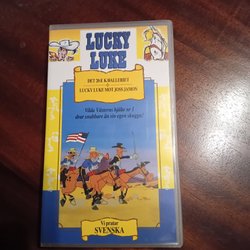 LUCKY
LUKE
DET 20:E KAVALLERIET
LUCKY LUKE MOT JOSS JAMON
Vilda Västerns hjälte nr 1
drar snabbare än sin egen skugga!
Vi pratar
SVENSKA